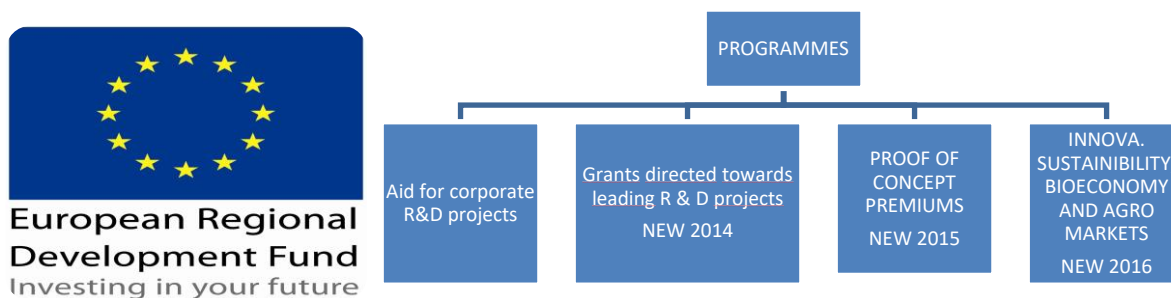 European Regional
Development Fund
Investing in your future
PROGRAMMES
Aid for corporate
R&D projects
Grants directed towards
leading R & D projects
NEW 2014
PROOF OF
CONCEPT
PREMIUMS
NEW 2015
INNOVA.
SUSTAINIBILITY
BIOECONOMY
AND AGRO
MARKETS
NEW 2016